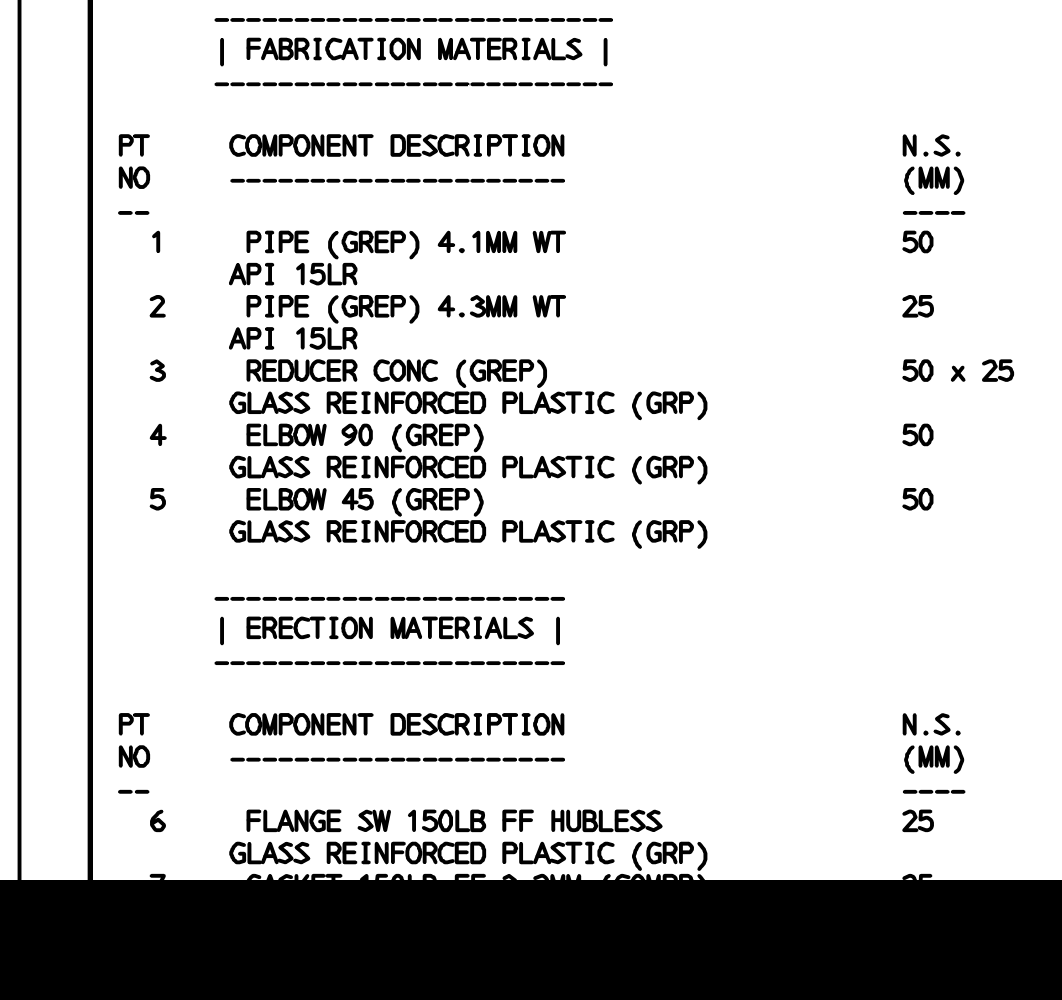 --------------------------
| FABRICATION MATERIALS |
--------------------------
PT COMPONENT DESCRIPTION N.S.
NO --------------------- (MM)
-- ----
1 PIPE (GREP) 4.1MM WT 50
API 15LR
2 PIPE (GREP) 4.3MM WT 25
API 15LR
3 REDUCER CONC (GREP) 50 x 25
GLASS REINFORCED PLASTIC (GRP)
4 ELBOW 90 (GREP) 50
GLASS REINFORCED PLASTIC (GRP)
5 ELBOW 45 (GREP) 50
GLASS REINFORCED PLASTIC (GRP)
----------------------
| ERECTION MATERIALS |
----------------------
PT COMPONENT DESCRIPTION N.S.
NO --------------------- (MM)
-- ----
6 FLANGE SW 150LB FF HUBLESS 25
GLASS REINFORCED PLASTIC (GRP)